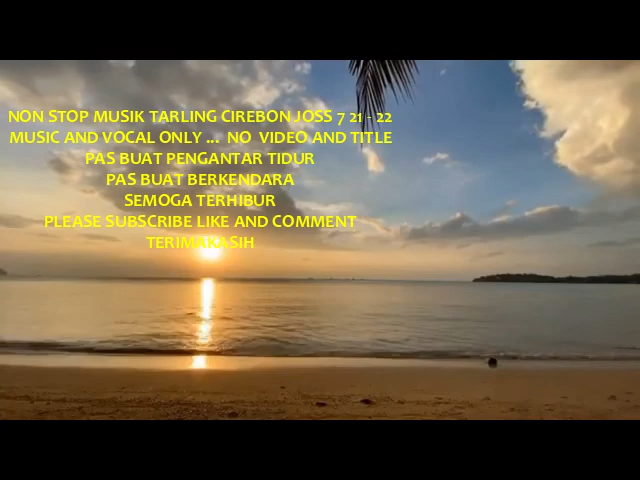 NON STOP MUSIK TARLING CIREBON JOSS 7 21 - 22
MUSIC AND VOCAL ONLY ... NO VIDEO AND TITLE
PAS BUAT PENGANTAR TIDUR
PAS BUAT BERKENDARA
SEMOGA TERHIBUR
PLEASE SUBSCRIBE LIKE AND COMMENT
TERIMAKASIH